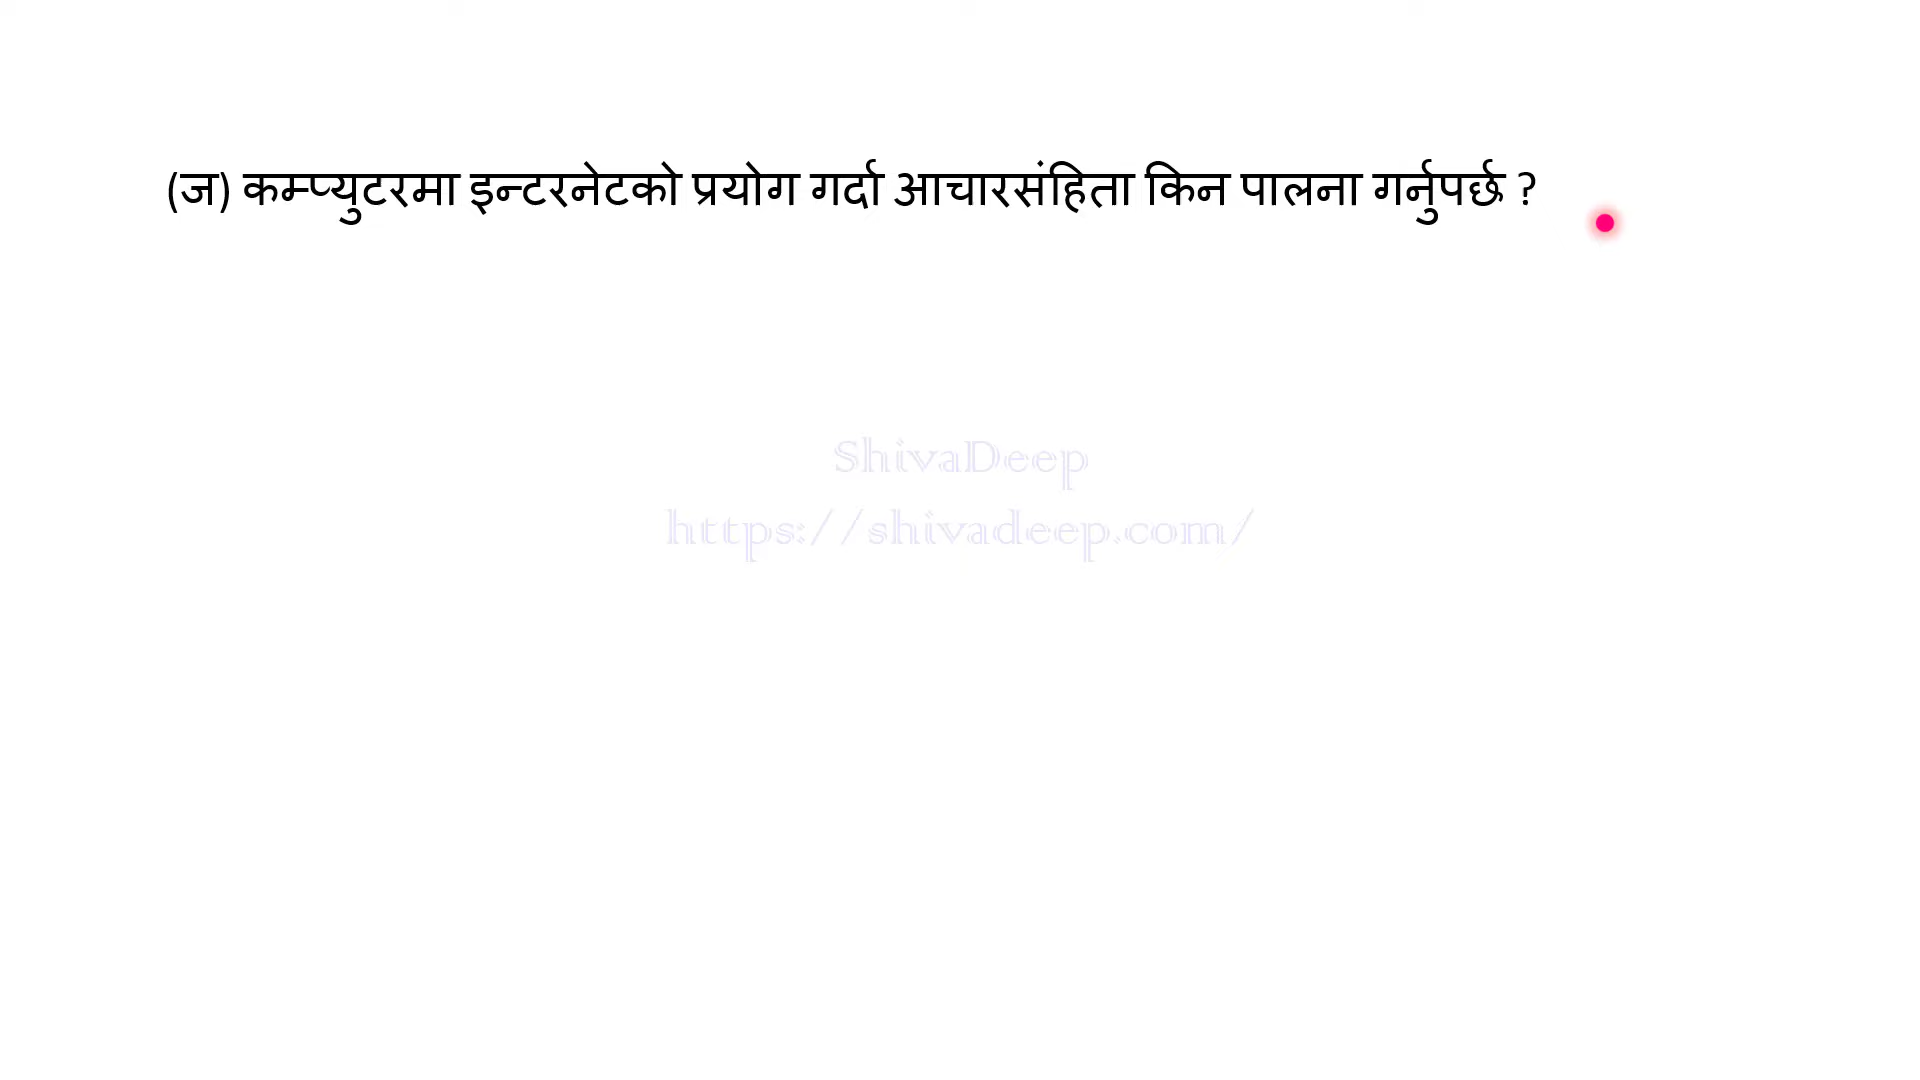 (ज) कम्प्युटरमा इन्टरनेटको प्रयोग गर्दा आचारसंहिता किन पालना गर्नुपर्छ ?
ShivaDeep
https://shivadeep.com/